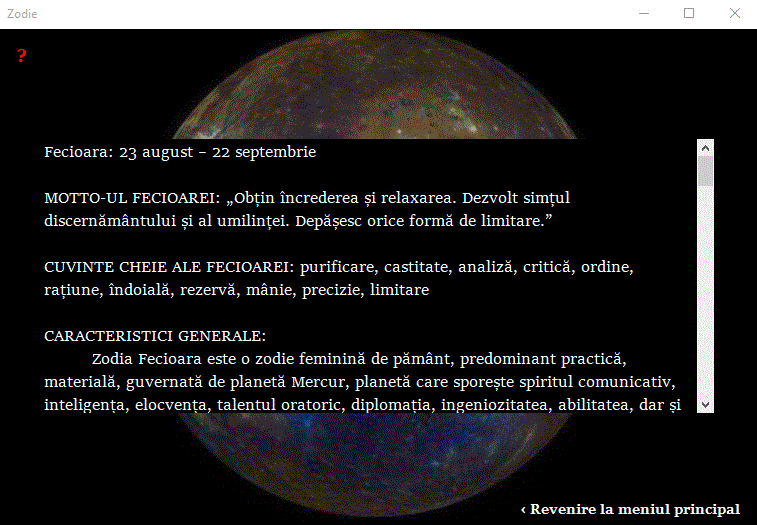 Zodie
?
Fecioara: 23 august – 22 septembrie
MOTTO-UL FECIOAREI: „Obțin încrederea și relaxarea. Dezvolt simțul
discernământului și al umilinței. Depășesc orice formă de limitare.”
CUVINTE CHEIE ALE FECIOAREI: purificare, castitate, analiză, critică, ordine,
rațiune, îndoială, rezervă, mânie, precizie, limitare
CARACTERISTICI GENERALE:
Zodia Fecioara este o zodie feminină de pământ, predominant practică,
materială, guvernată de planetă Mercur, planetă care sporește spiritul comunicativ,
inteligența, elocvența, talentul oratoric, diplomația, ingeniozitatea, abilitatea, dar și
‹ Revenire la meniul principal